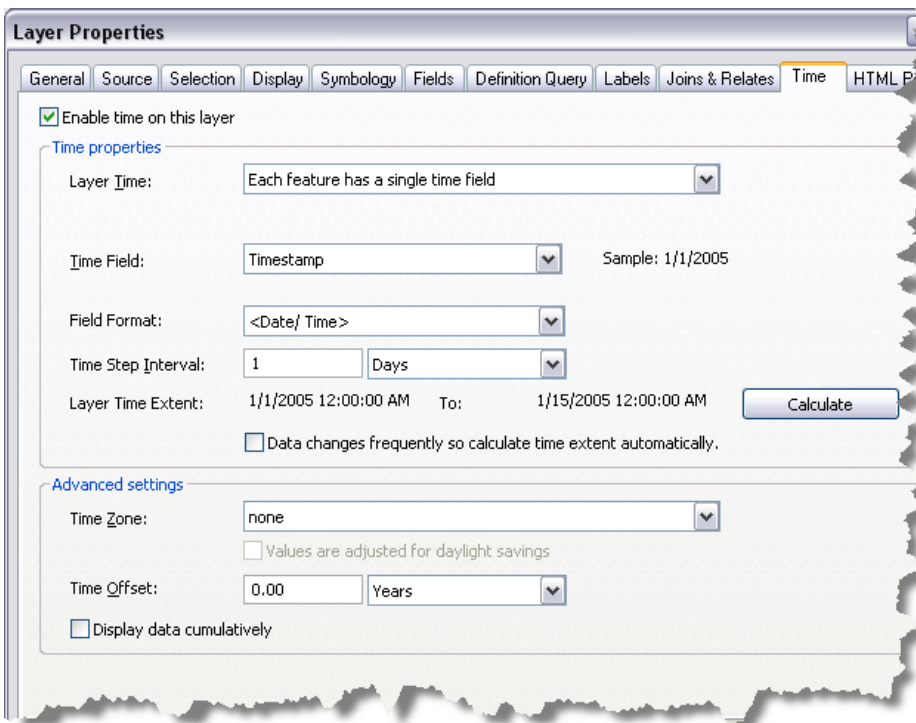 Layer Properties
General Source Selection Display Symbology Fields Definition Query Labels Joins & Relates Time HTML P
Enable time on this layer
Time properties
Layer Time: Each feature has a single time field
Time Field: Timestamp Sample: 1/1/2005
Field Format: <Date/ Time>
Time Step Interval: 1 Days
Layer Time Extent: 1/1/2005 12:00:00 AM To: 1/15/2005 12:00:00 AM Calculate
Data changes frequently so calculate time extent automatically.
Advanced settings
Time Zone: none
Values are adjusted for daylight savings
Time Offset: 0.00 Years
Display data cumulatively